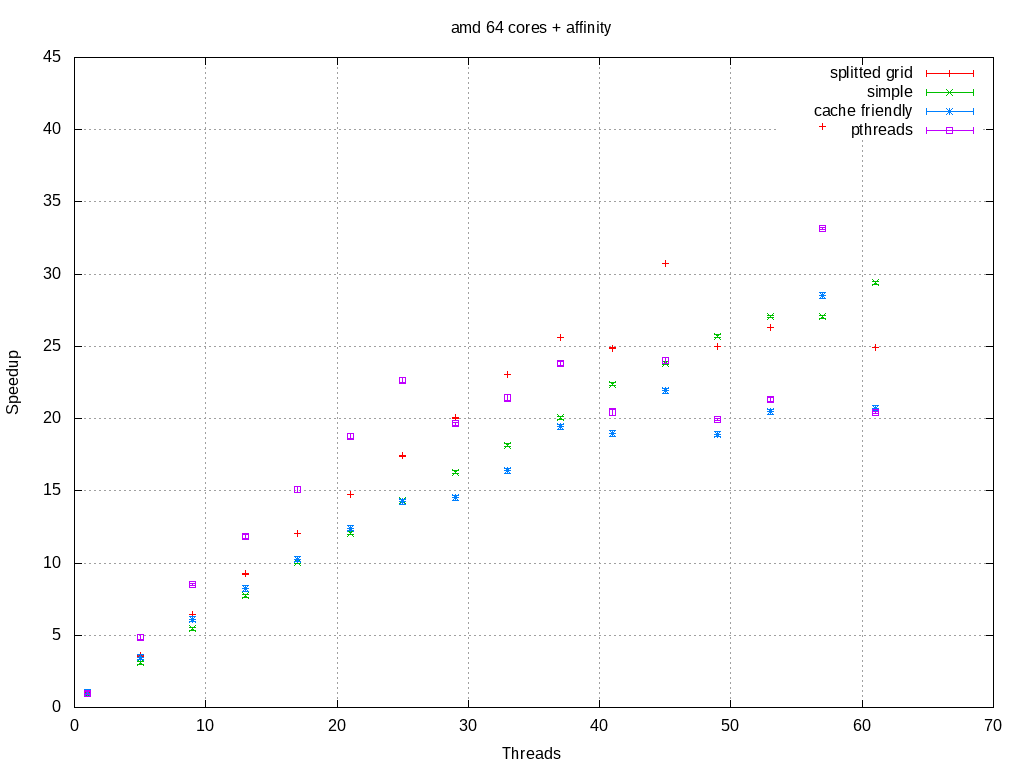 amd 64 cores + affinity
splitted grid
simple
cache friendly
pthreads
45
40
35
30
25
20
15
10
5
0
Speedup
0 10 20 30 40 50 60 70
Threads